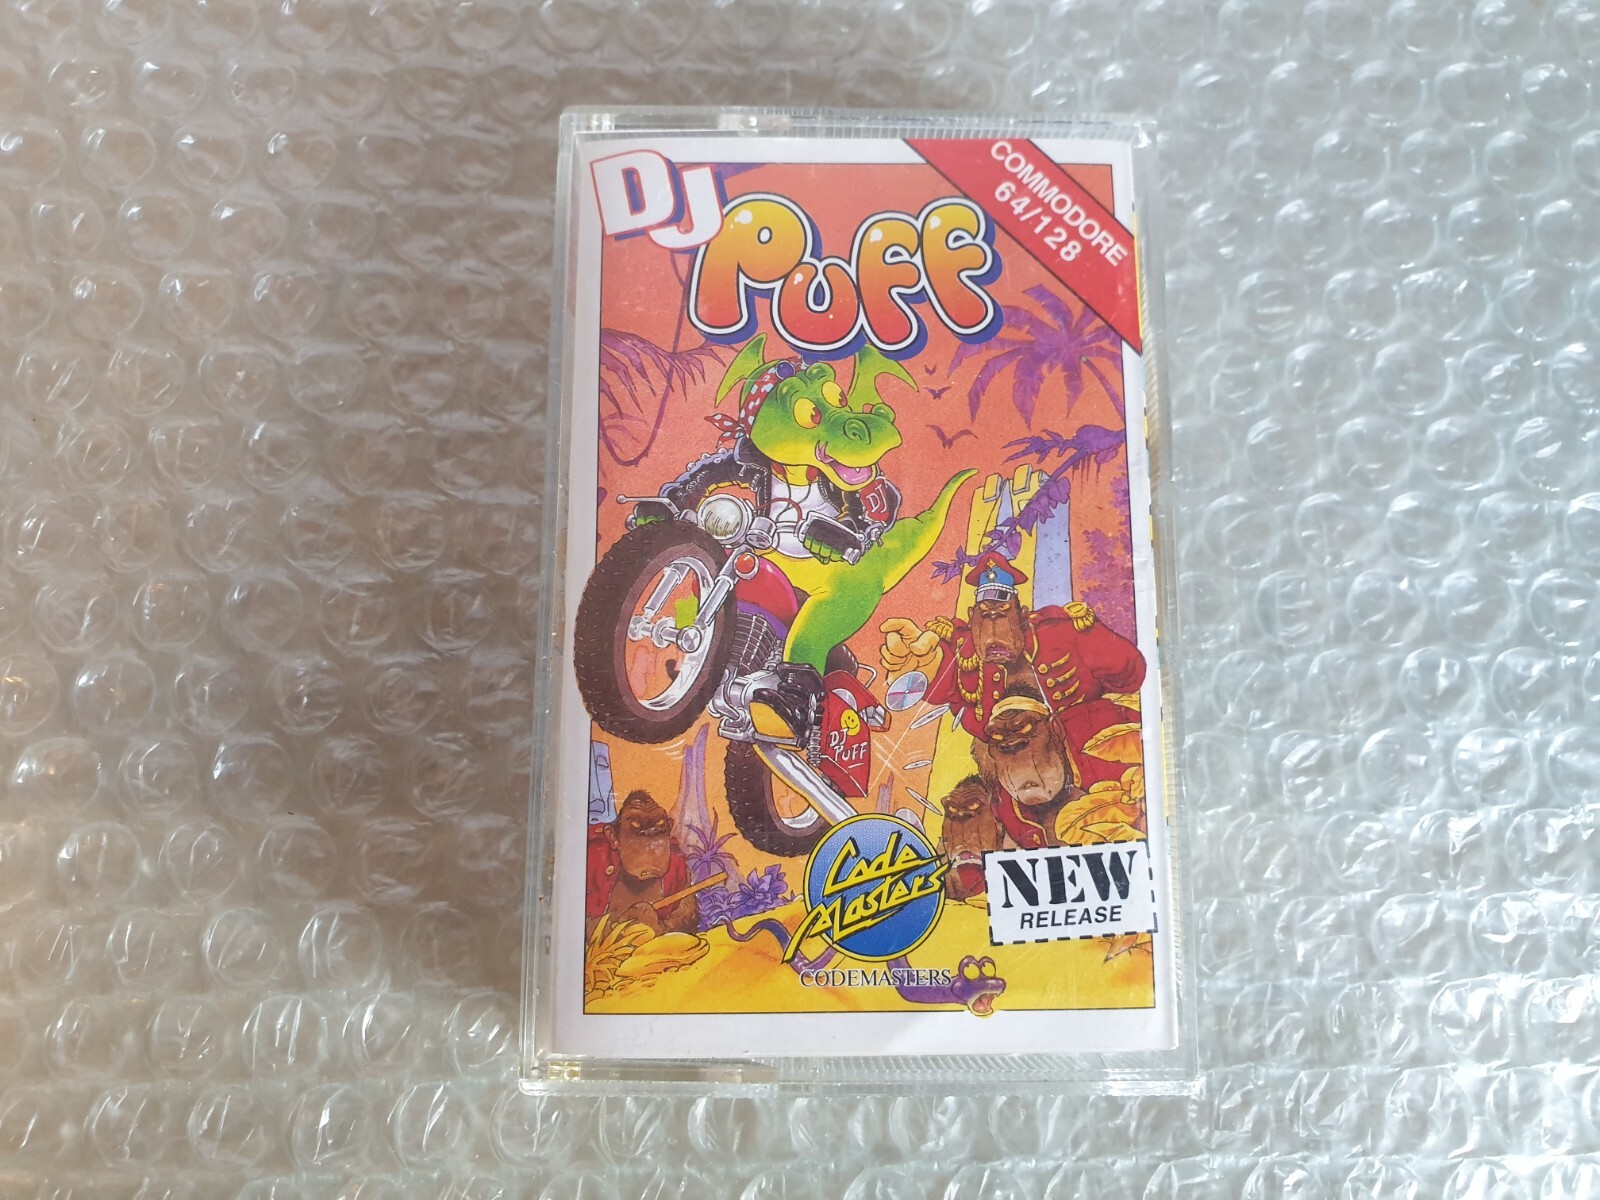 DJ
Puff
COMMODORE
64/128
DJ
DJ
PUFF
Code
Masters
CODEMASTERS
NEW
RELEASE